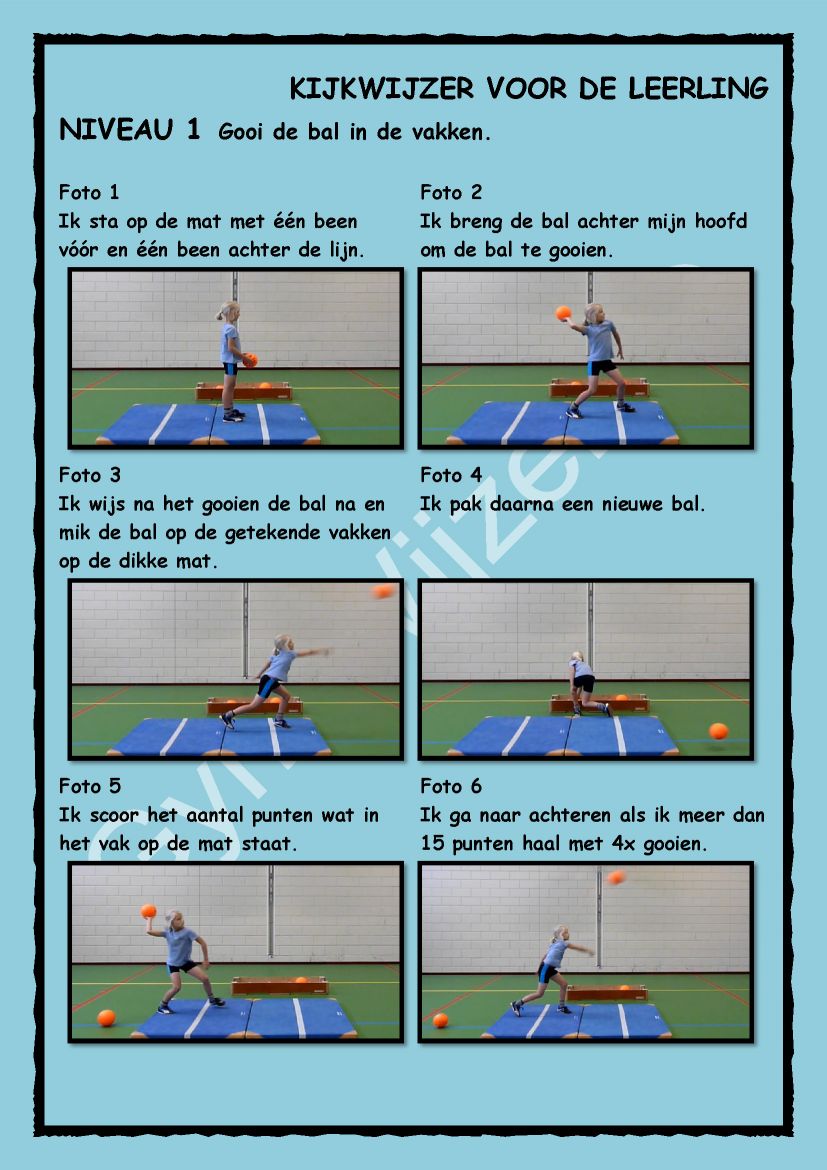 KIJKWIJZER VOOR DE LEERLING
NIVEAU 1 Gooi de bal in de vakken.
Foto 1
Ik sta op de mat met één been
vóór en één been achter de lijn.
Foto 2
Ik breng de bal achter mijn hoofd
om de bal te gooien.
Foto 3
Ik wijs na het gooien de bal na en
mik de bal op de getekende vakken
op de dikke mat.
Foto 4
Ik pak daarna een nieuwe bal.
Foto 5
Ik scoor het aantal punten wat in
het vak op de mat staat.
Foto 6
Ik ga naar achteren als ik meer dan
15 punten haal met 4x gooien.